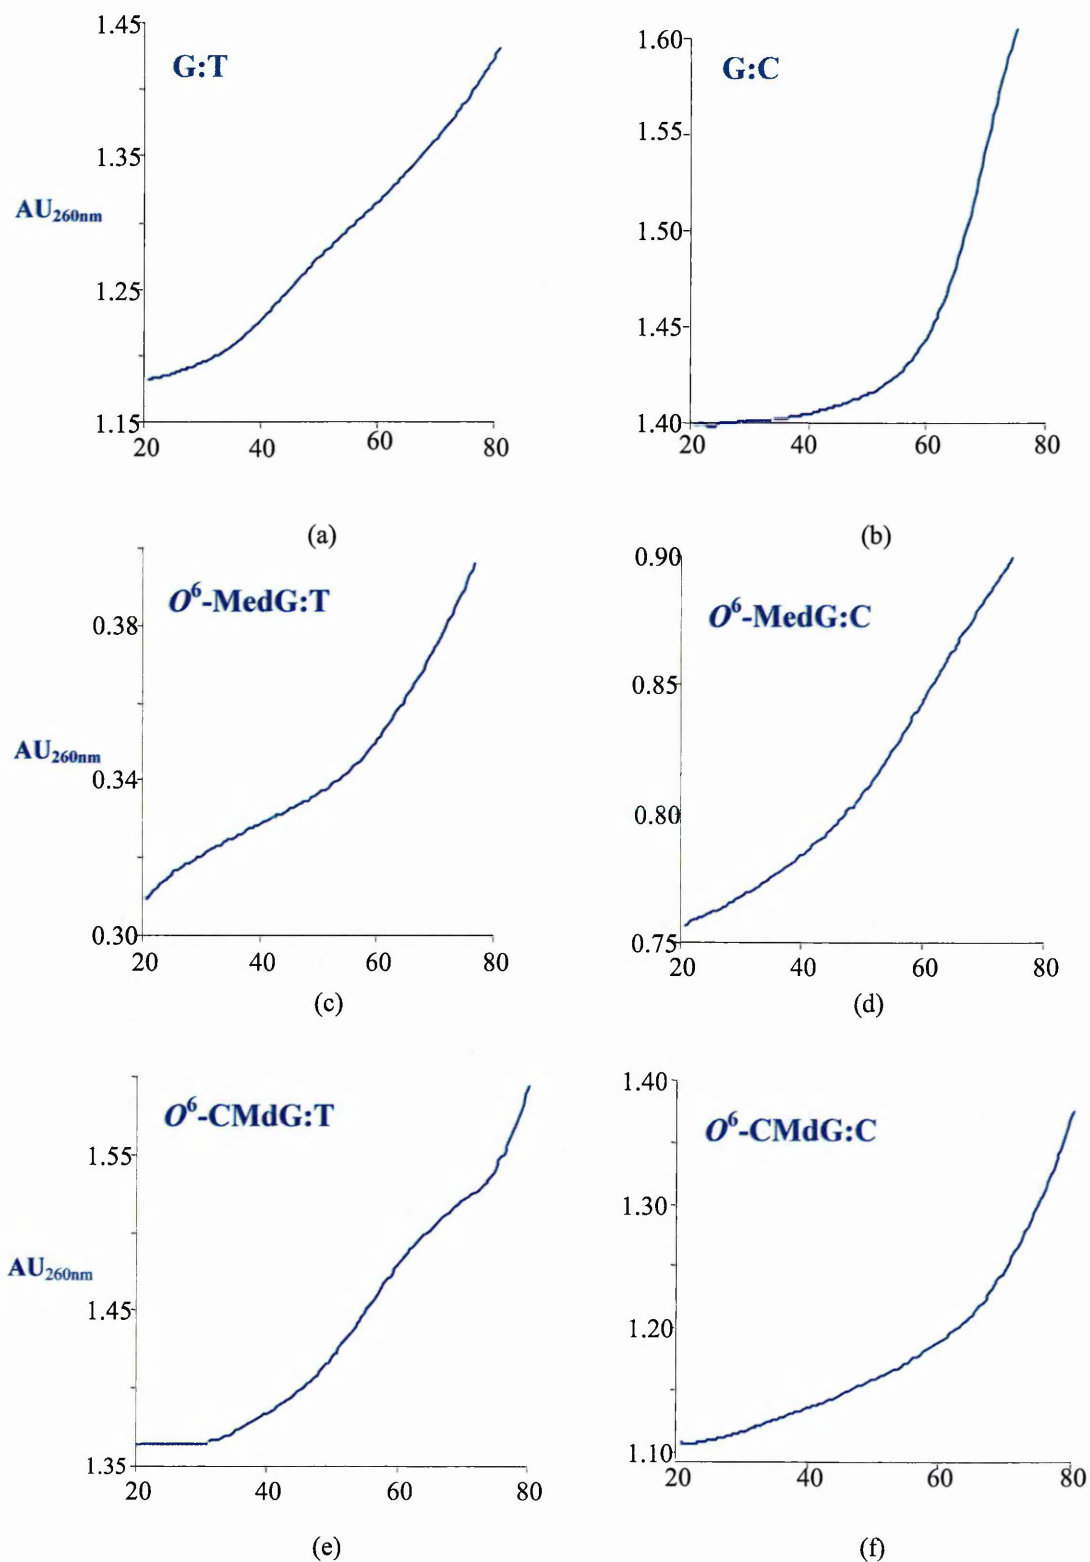 1.45
G:T
1.35
AU260nm
1.25
1.15
20 40 60 80
(a)
1.60
G:C
1.55
1.50
1.45
1.40
20 40 60 80
(b)
O⁶-MedG:T
0.38
AU260nm
0.34
0.30
20 40 60 80
(c)
0.90
O⁶-MedG:C
0.85
0.80
0.75
20 40 60 80
(d)
O⁶-CMdG:T
1.55
AU260nm
1.45
1.35
20 40 60 80
(e)
1.40
O⁶-CMdG:C
1.30
1.20
1.10
20 40 60 80
(f)